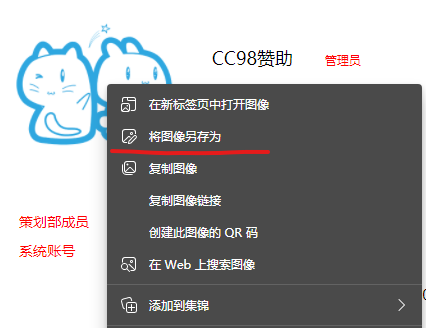 CC98赞助 管理员
在新标签页中打开图像
将图像另存为
复制图像
复制图像链接
策划部成员
创建此图像的 QR 码
系统账号
在 Web 上搜索图像
添加到集锦